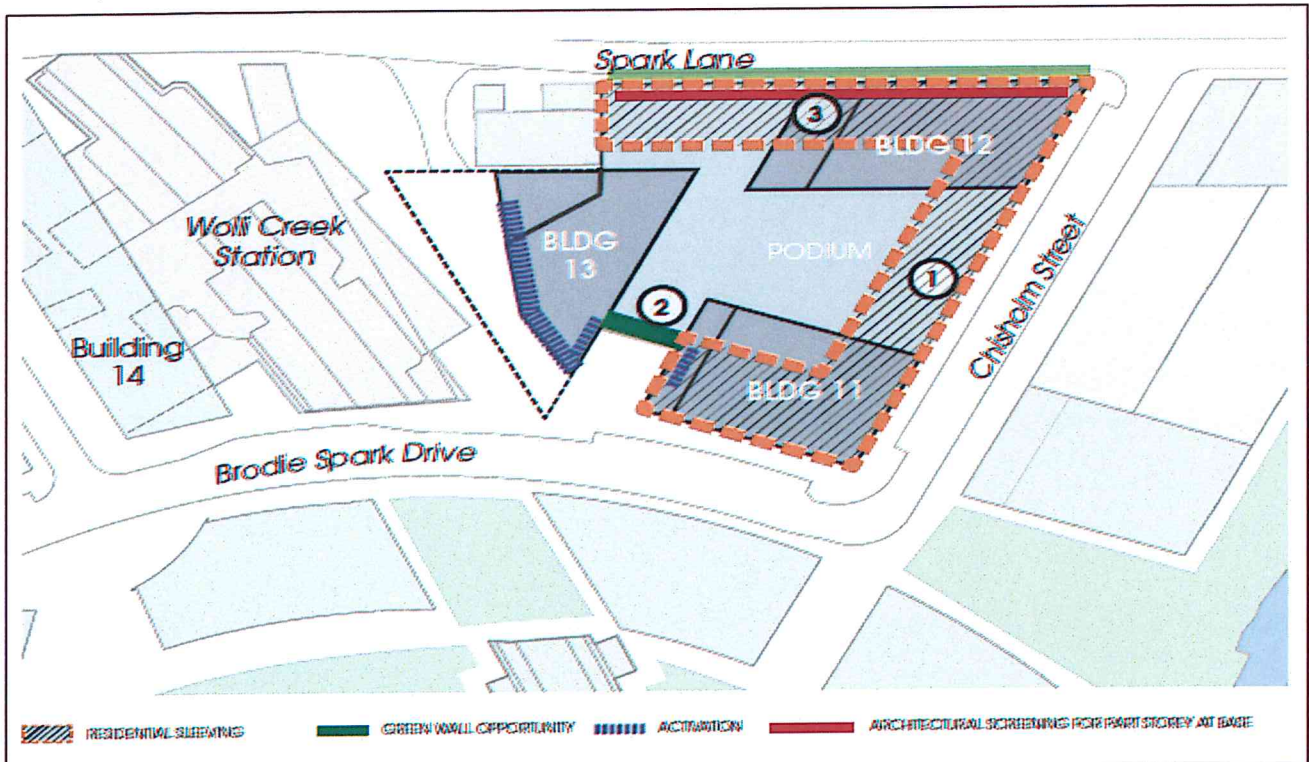 Spark Lane
3
BLDG 12
Wolli Creek
Station
BLDG
13
PODIUM
1
2
Chisholm Street
Building
14
BLDG 11
Brodie Spark Drive
RESIDENTIAL SLEEVING
GREEN WALL OPPORTUNITY
ACTIVATION
ARCHITECTURAL SCREENING FOR PART STOREY AT BASE